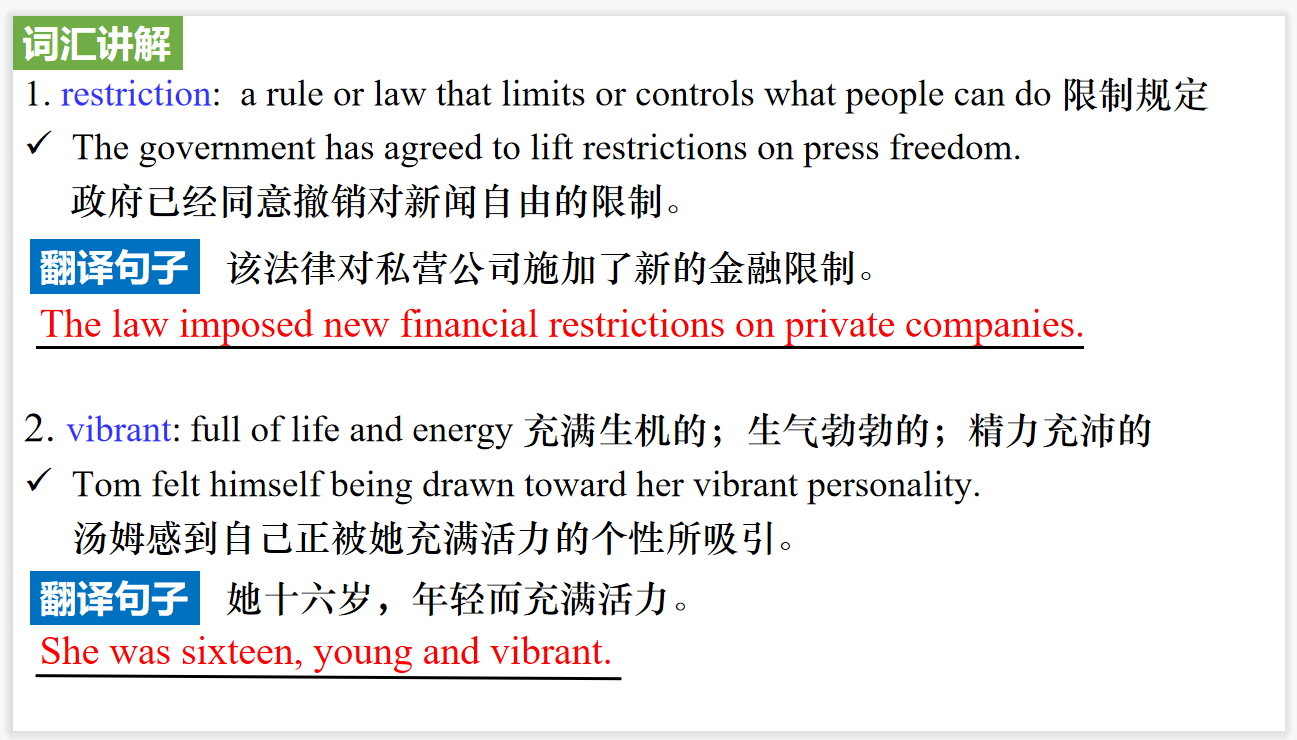 词汇讲解
1. restriction: a rule or law that limits or controls what people can do 限制规定
✓ The government has agreed to lift restrictions on press freedom.
政府已经同意撤销对新闻自由的限制。
翻译句子 该法律对私营公司施加了新的金融限制。
The law imposed new financial restrictions on private companies.
2. vibrant: full of life and energy 充满生机的；生气勃勃的；精力充沛的
✓ Tom felt himself being drawn toward her vibrant personality.
汤姆感到自己正被她充满活力的个性所吸引。
翻译句子 她十六岁，年轻而充满活力。
She was sixteen, young and vibrant.